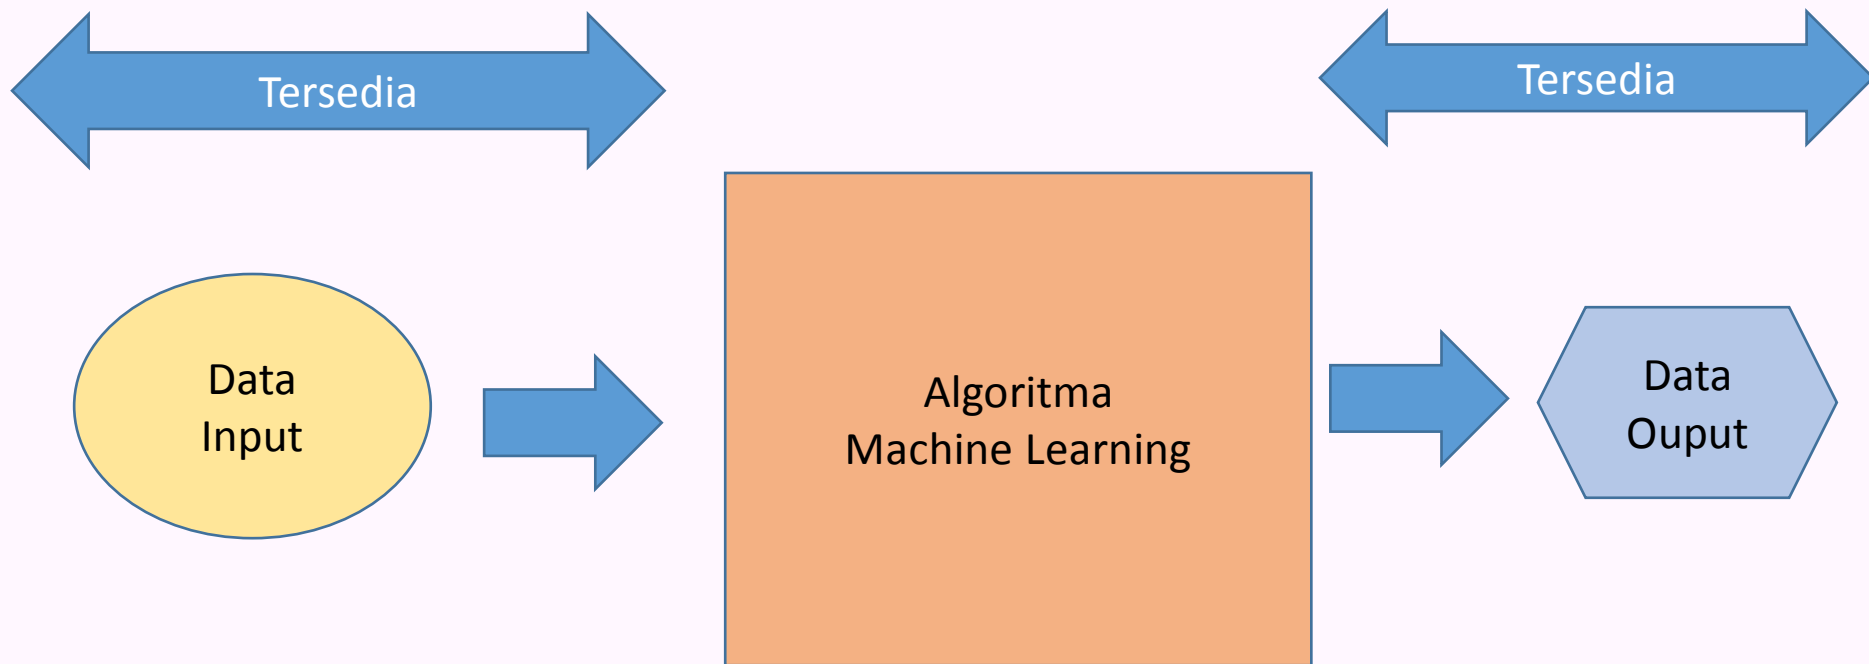 Tersedia
Tersedia
Data
Input
Algoritma
Machine Learning
Data
Ouput